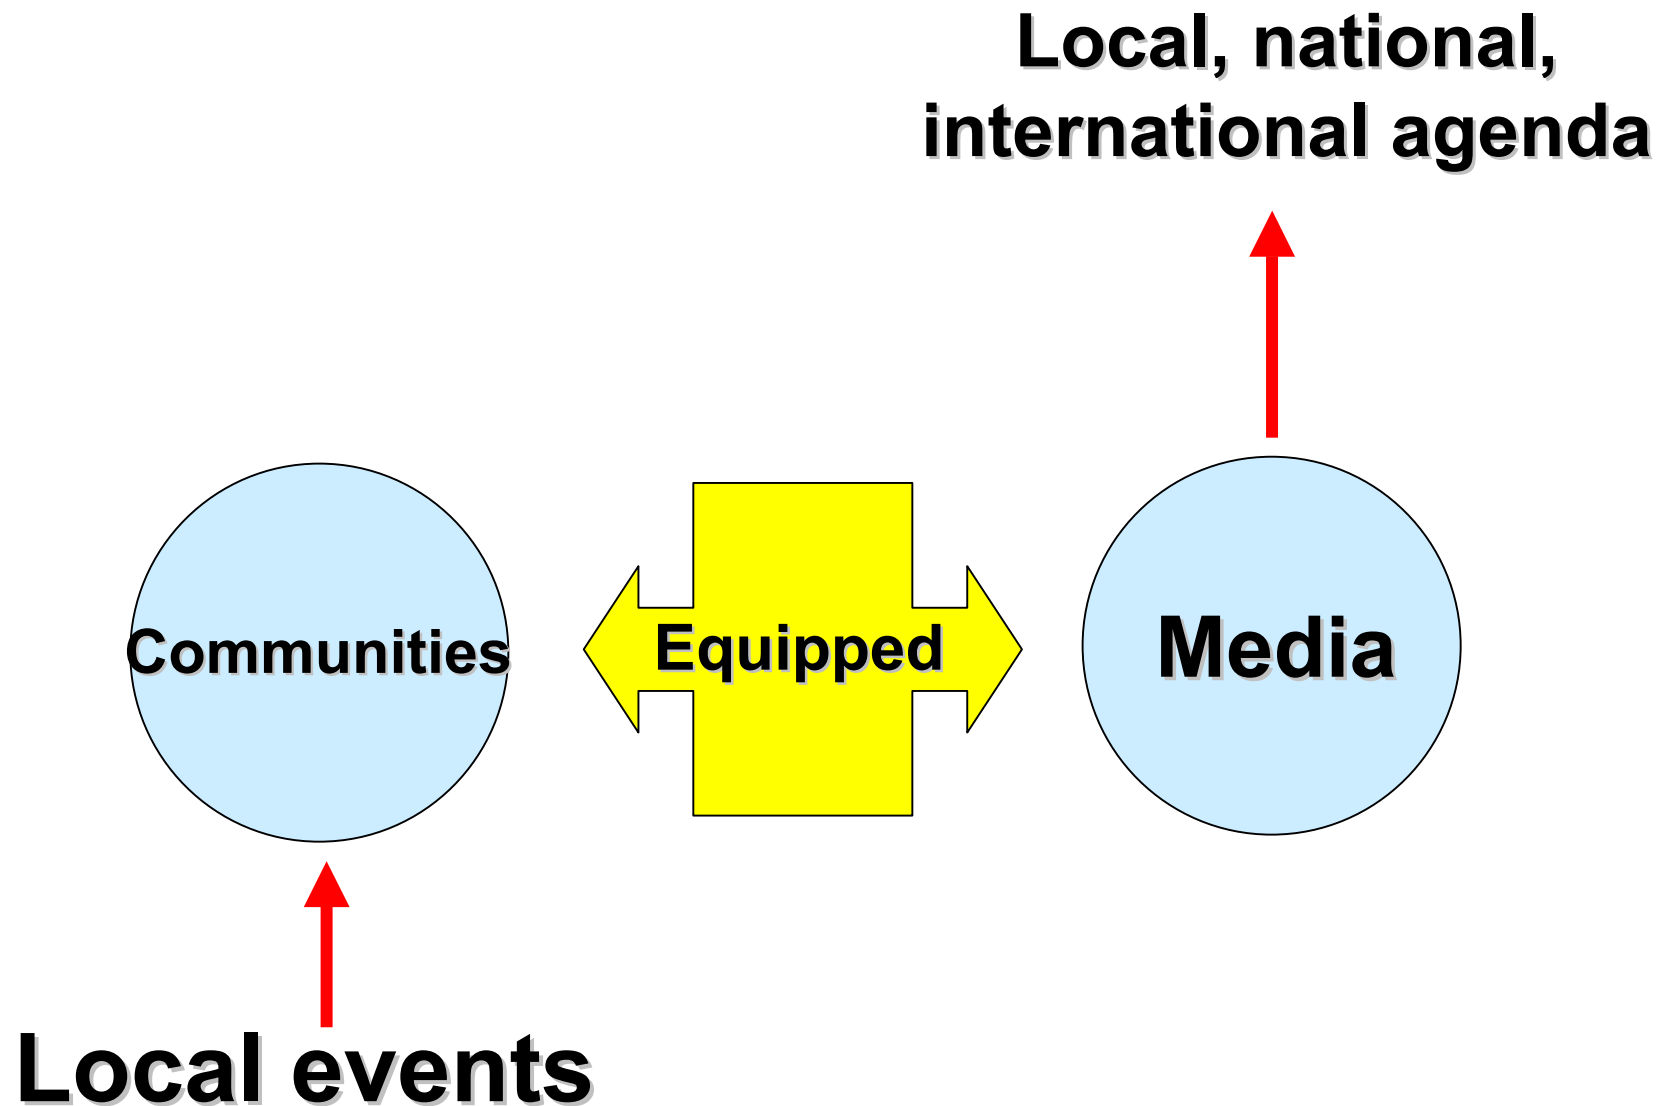 Local, national,
international agenda
Communities
Equipped
Media
Local events